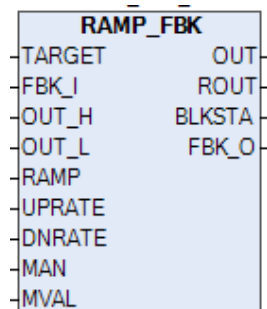 RAMP_FBK
TARGET OUT
FBK_I ROUT
OUT_H BLKSTA
OUT_L FBK_O
RAMP
UPRATE
DNRATE
MAN
MVAL